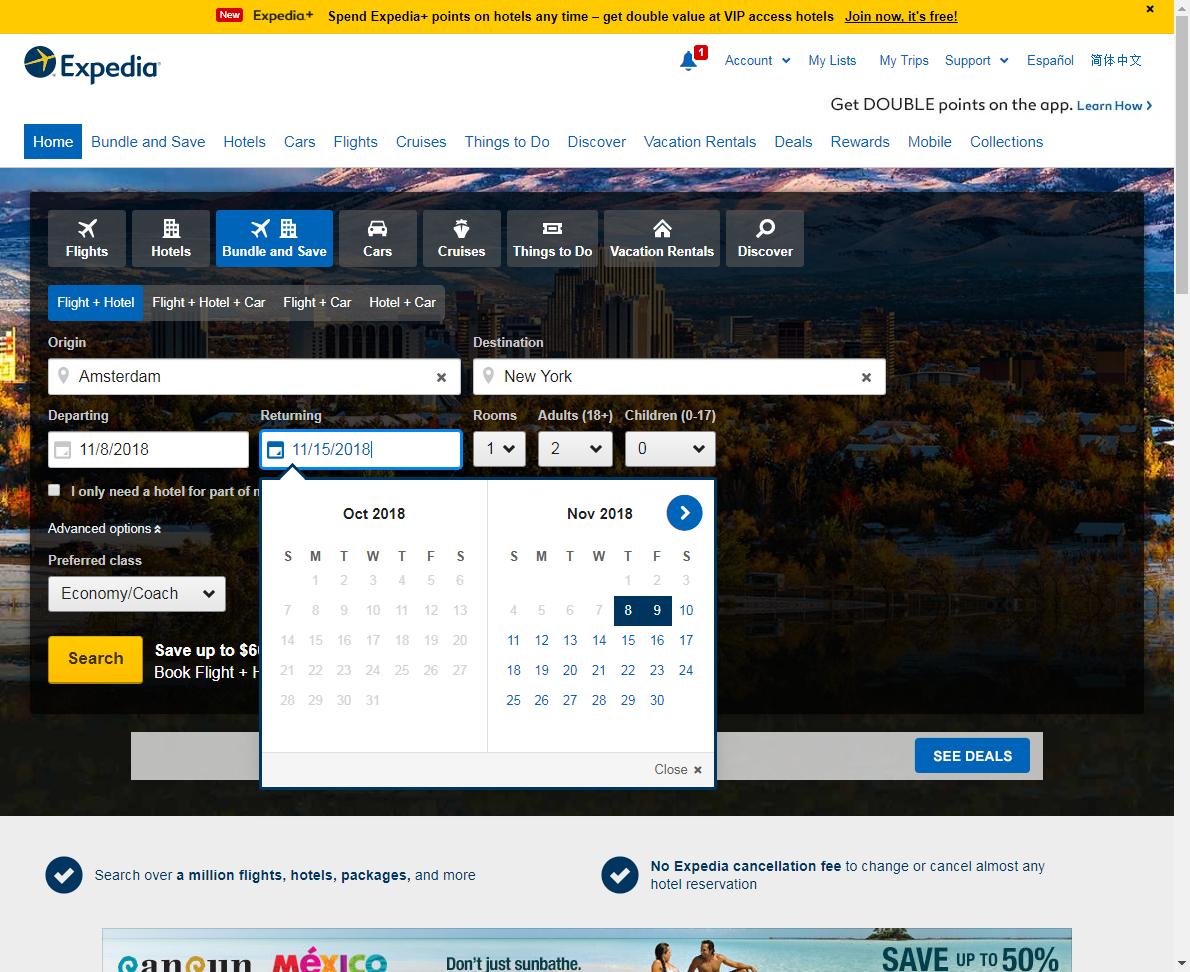 New Expedia+ Spend Expedia+ points on hotels any time – get double value at VIP access hotels Join now, it's free!
Expedia
1 Account My Lists My Trips Support Español 简体中文
Get DOUBLE points on the app. Learn How
Home Bundle and Save Hotels Cars Flights Cruises Things to Do Discover Vacation Rentals Deals Rewards Mobile Collections
Flights Hotels Bundle and Save Cars Cruises Things to Do Vacation Rentals Discover
Flight + Hotel Flight + Hotel + Car Flight + Car Hotel + Car
Origin Destination
Amsterdam New York
Departing Returning Rooms Adults (18+) Children (0-17)
11/8/2018 11/15/2018 1 2 0
I only need a hotel for part of
Advanced options
Preferred class
Economy/Coach
Search Save up to
Book Flight +
Oct 2018 Nov 2018
S M T W T F S S M T W T F S
1 2 3 4 5 6 1 2 3
7 8 9 10 11 12 13 4 5 6 7 8 9 10
14 15 16 17 18 19 20 11 12 13 14 15 16 17
21 22 23 24 25 26 27 18 19 20 21 22 23 24
28 29 30 31 25 26 27 28 29 30
Close
SEE DEALS
Search over a million flights, hotels, packages, and more
No Expedia cancellation fee to change or cancel almost any
hotel reservation
cancun MÉXICO Don't just sunbathe. SAVE UP TO 50%